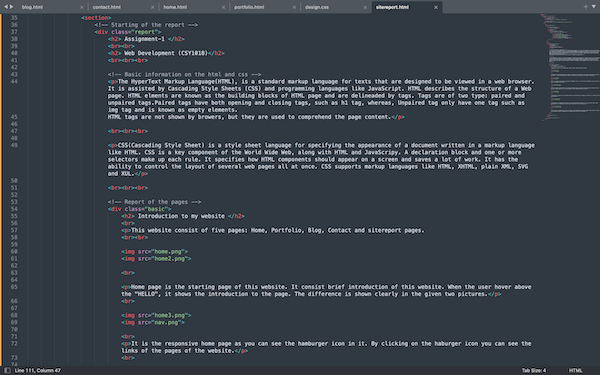 blog.html contact.html home.html portfolio.html design.css sitereport.html
35 <section>
36 <!-- Starting of the report -->
37 <div class="report">
38 <h2> Assignment-1 </h2>
39 <br><br>
40 <h2> Web Development (CSY1018)</h2>
41 <br><br><br>
42
43 <!-- Basic information on the html and css -->
44 <p>The HyperText Markup Language(HTML), is a standard markup language for texts that are designed to be viewed in a web browser.
It is assisted by Cascading Style Sheets (CSS) and programming languages like JavaScript. HTML describes the structure of a Web
page. HTML elments are known as the building blocks of HTML page and are delineaded by tags. Tags are of two type: paired and
unpaired tags.Paired tags have both opening and closing tags, such as h1 tag, whereas, Unpaired tag only have one tag such as
img tag and is known as empty elements.
45 HTML tags are not shown by browers, but they are used to comprehend the page content.</p>
46
47 <br><br><br>
48
49 <p>CSS(Cascading Style Sheet) is a style sheet language for specifying the appearance of a document written in a markup language
like HTML. CSS is a key component of the World Wide Web, along with HTML and JavaScripy. A declaration block and one or more
selectors make up each rule. It specifies how HTML components should appear on a screen and saves a lot of work. It has the
ability to control the layout of several web pages all at once. CSS supports markup languages like HTML, XHTML, plain XML, SVG
and XUL.</p>
50
51 <br><br><br>
52
53 <!-- Report of the pages -->
54 <div class="basic">
55 <h2> Introduction to my website </h2>
56 <br>
57 <p>This website consist of five pages: Home, Portfolio, Blog, Contact and sitereport pages.
58 <br><br>
59
60 <img src="home.png">
61 <img src="home2.png">
62
63 <br>
64
65 <p>Home page is the starting page of this website. It consist brief introduction of this website. When the user hover above
the "HELLO", it shows the introduction to the page. The difference is shown clearly in the given two pictures.</p>
66 <br>
67
68 <img src="home3.png">
69 <img src="nav.png">
70
71 <br>
72 <p>It is the responsive home page as you can see the hamburger icon in it. By clicking on the haburger icon you can see the
links of the pages of the website.</p>
73 <br>
Line 111, Column 47 Tab Size: 4 HTML